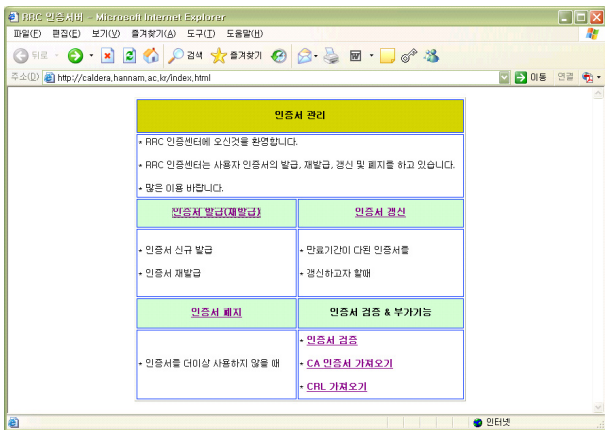 RRC 인증서버 - Microsoft Internet Explorer
파일(F) 편집(E) 보기(V) 즐겨찾기(A) 도구(T) 도움말(H)
뒤로 검색 즐겨찾기
주소(D) http://caldera.hannam.ac.kr/index.html 이동 연결
인증서 관리
* RRC 인증센터에 오신것을 환영합니다.
* RRC 인증센터는 사용자 인증서의 발급, 재발급, 갱신 및 폐지를 하고 있습니다.
* 많은 이용 바랍니다.
인증서 발급(재발급) 인증서 갱신
* 인증서 신규 발급
* 인증서 재발급
* 만료기간이 다된 인증서를
* 갱신하고자 할때
인증서 폐지 인증서 검증 & 부가기능
* 인증서를 더이상 사용하지 않을 때
* 인증서 검증
* CA 인증서 가져오기
* CRL 가져오기
인터넷